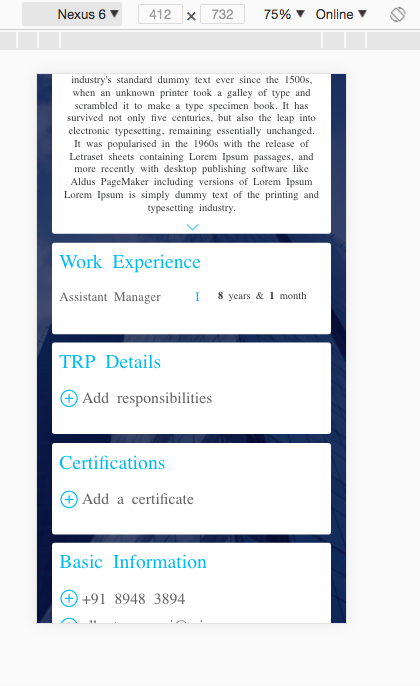 Nexus 6 ▼ 412 × 732 75% ▼ Online ▼
industry's standard dummy text ever since the 1500s,
when an unknown printer took a galley of type and
scrambled it to make a type specimen book. It has
survived not only five centuries, but also the leap into
electronic typesetting, remaining essentially unchanged.
It was popularised in the 1960s with the release of
Letraset sheets containing Lorem Ipsum passages, and
more recently with desktop publishing software like
Aldus PageMaker including versions of Lorem Ipsum
Lorem Ipsum is simply dummy text of the printing and
typesetting industry.
Work Experience
Assistant Manager I 8 years & 1 month
TRP Details
Add responsibilities
Certifications
Add a certificate
Basic Information
+91 8948 3894